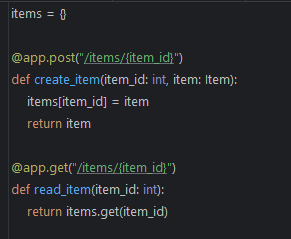 items = {}
@app.post("/items/{item_id}")
def create_item(item_id: int, item: Item):
    items[item_id] = item
    return item
@app.get("/items/{item_id}")
def read_item(item_id: int):
    return items.get(item_id)